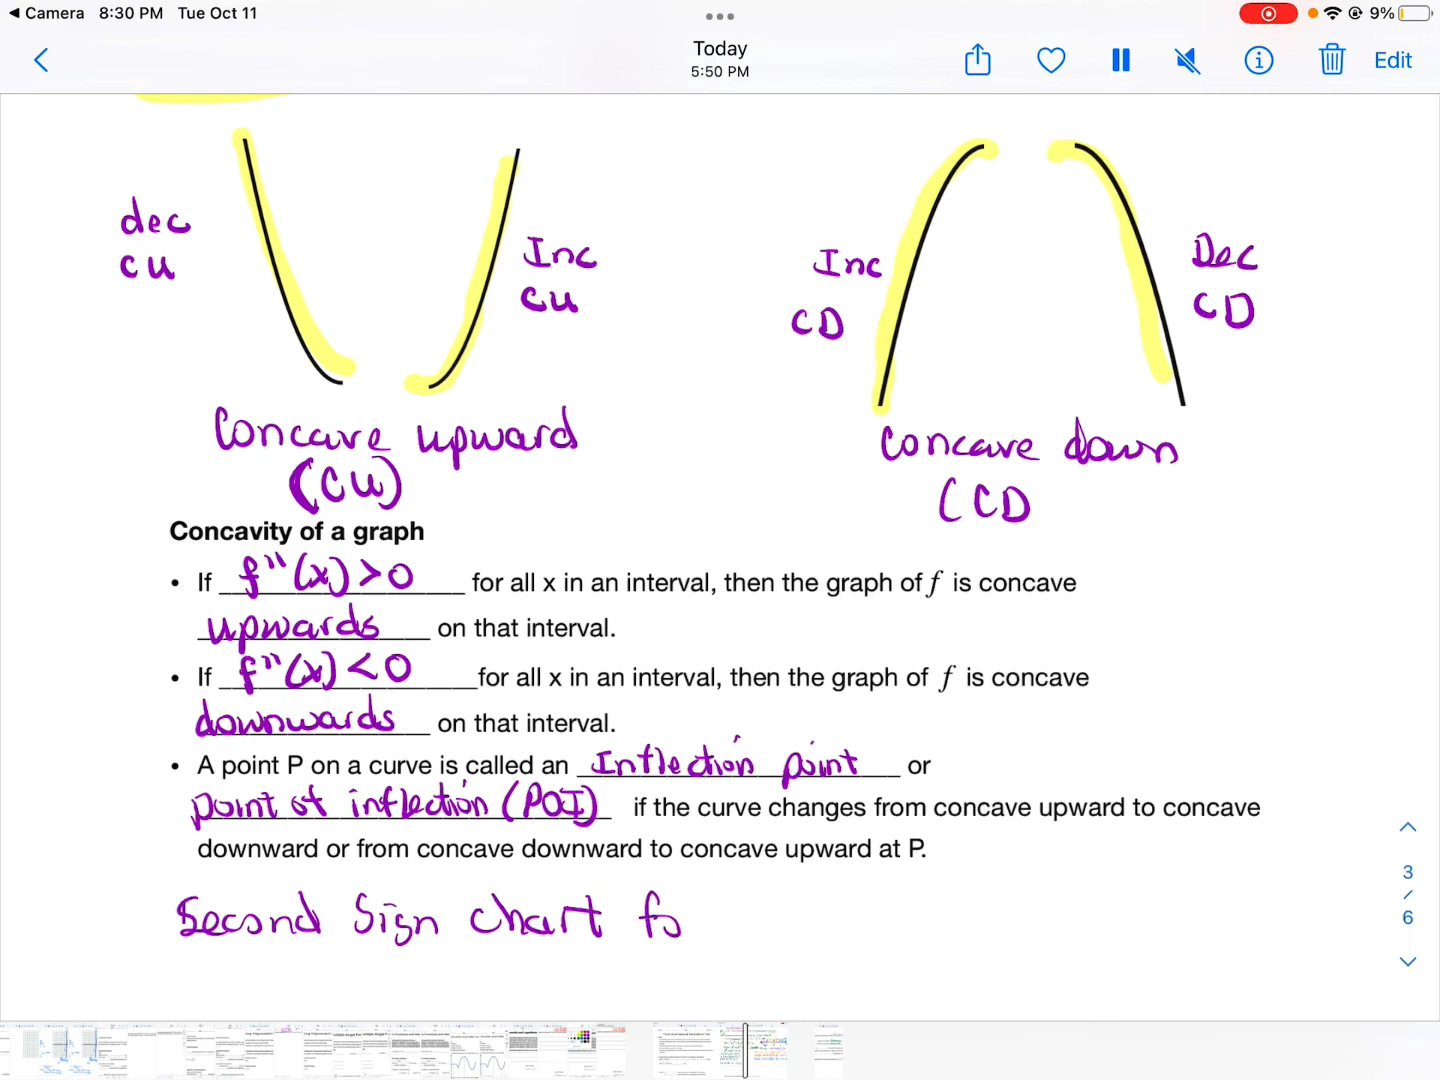 ◀ Camera 8:30 PM Tue Oct 11
9%
Today
5:50 PM
Edit
dec
CU
Inc
CU
Inc
CD
Dec
CD
Concave upward
(CU)
Concave down
(CD
Concavity of a graph
• If f''(x) > 0 for all x in an interval, then the graph of f is concave
upwards on that interval.
• If f''(x) < 0 for all x in an interval, then the graph of f is concave
downwards on that interval.
• A point P on a curve is called an Inflection point or
point of inflection (POI) if the curve changes from concave upward to concave
downward or from concave downward to concave upward at P.
Second Sign chart fo
3
/
6